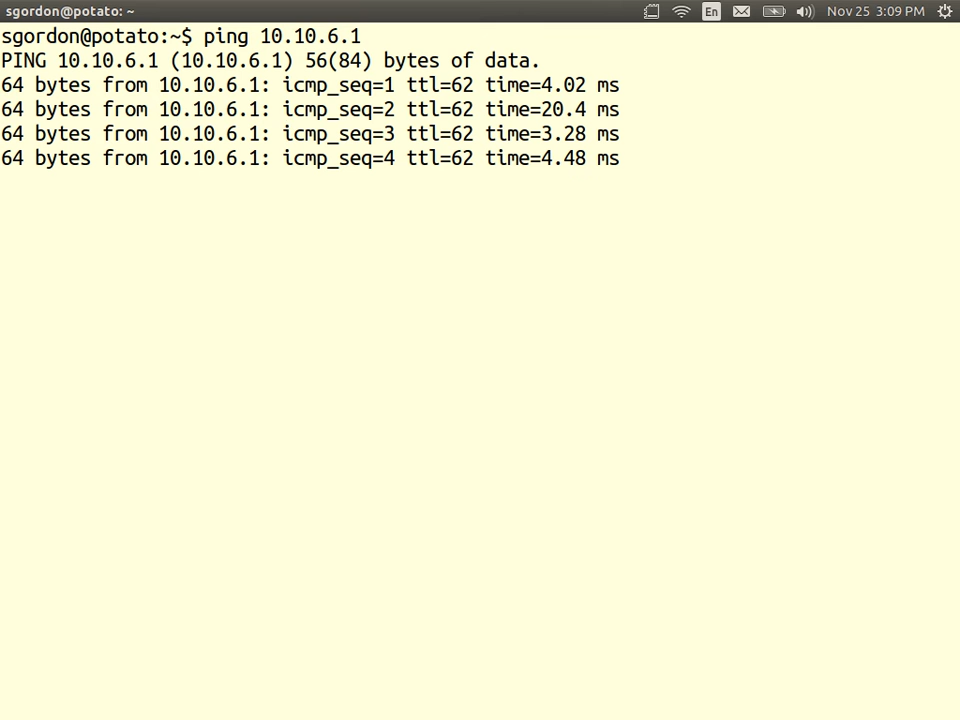 sgordon@potato: ~
En
Nov 25 3:09 PM
sgordon@potato:~$ ping 10.10.6.1
PING 10.10.6.1 (10.10.6.1) 56(84) bytes of data.
64 bytes from 10.10.6.1: icmp_seq=1 ttl=62 time=4.02 ms
64 bytes from 10.10.6.1: icmp_seq=2 ttl=62 time=20.4 ms
64 bytes from 10.10.6.1: icmp_seq=3 ttl=62 time=3.28 ms
64 bytes from 10.10.6.1: icmp_seq=4 ttl=62 time=4.48 ms